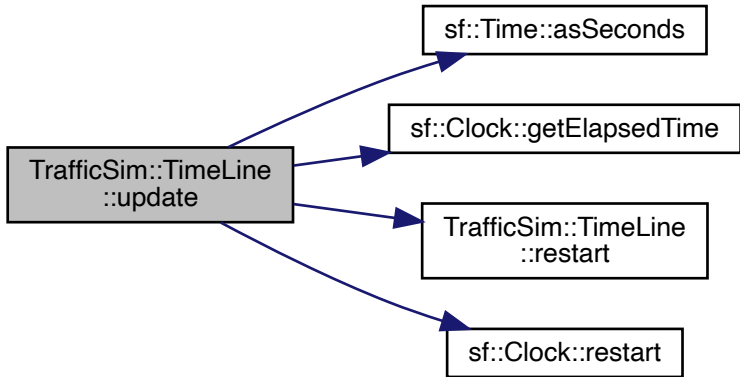 sf::Time::asSeconds
sf::Clock::getElapsedTime
TrafficSim::TimeLine
::update
TrafficSim::TimeLine
::restart
sf::Clock::restart